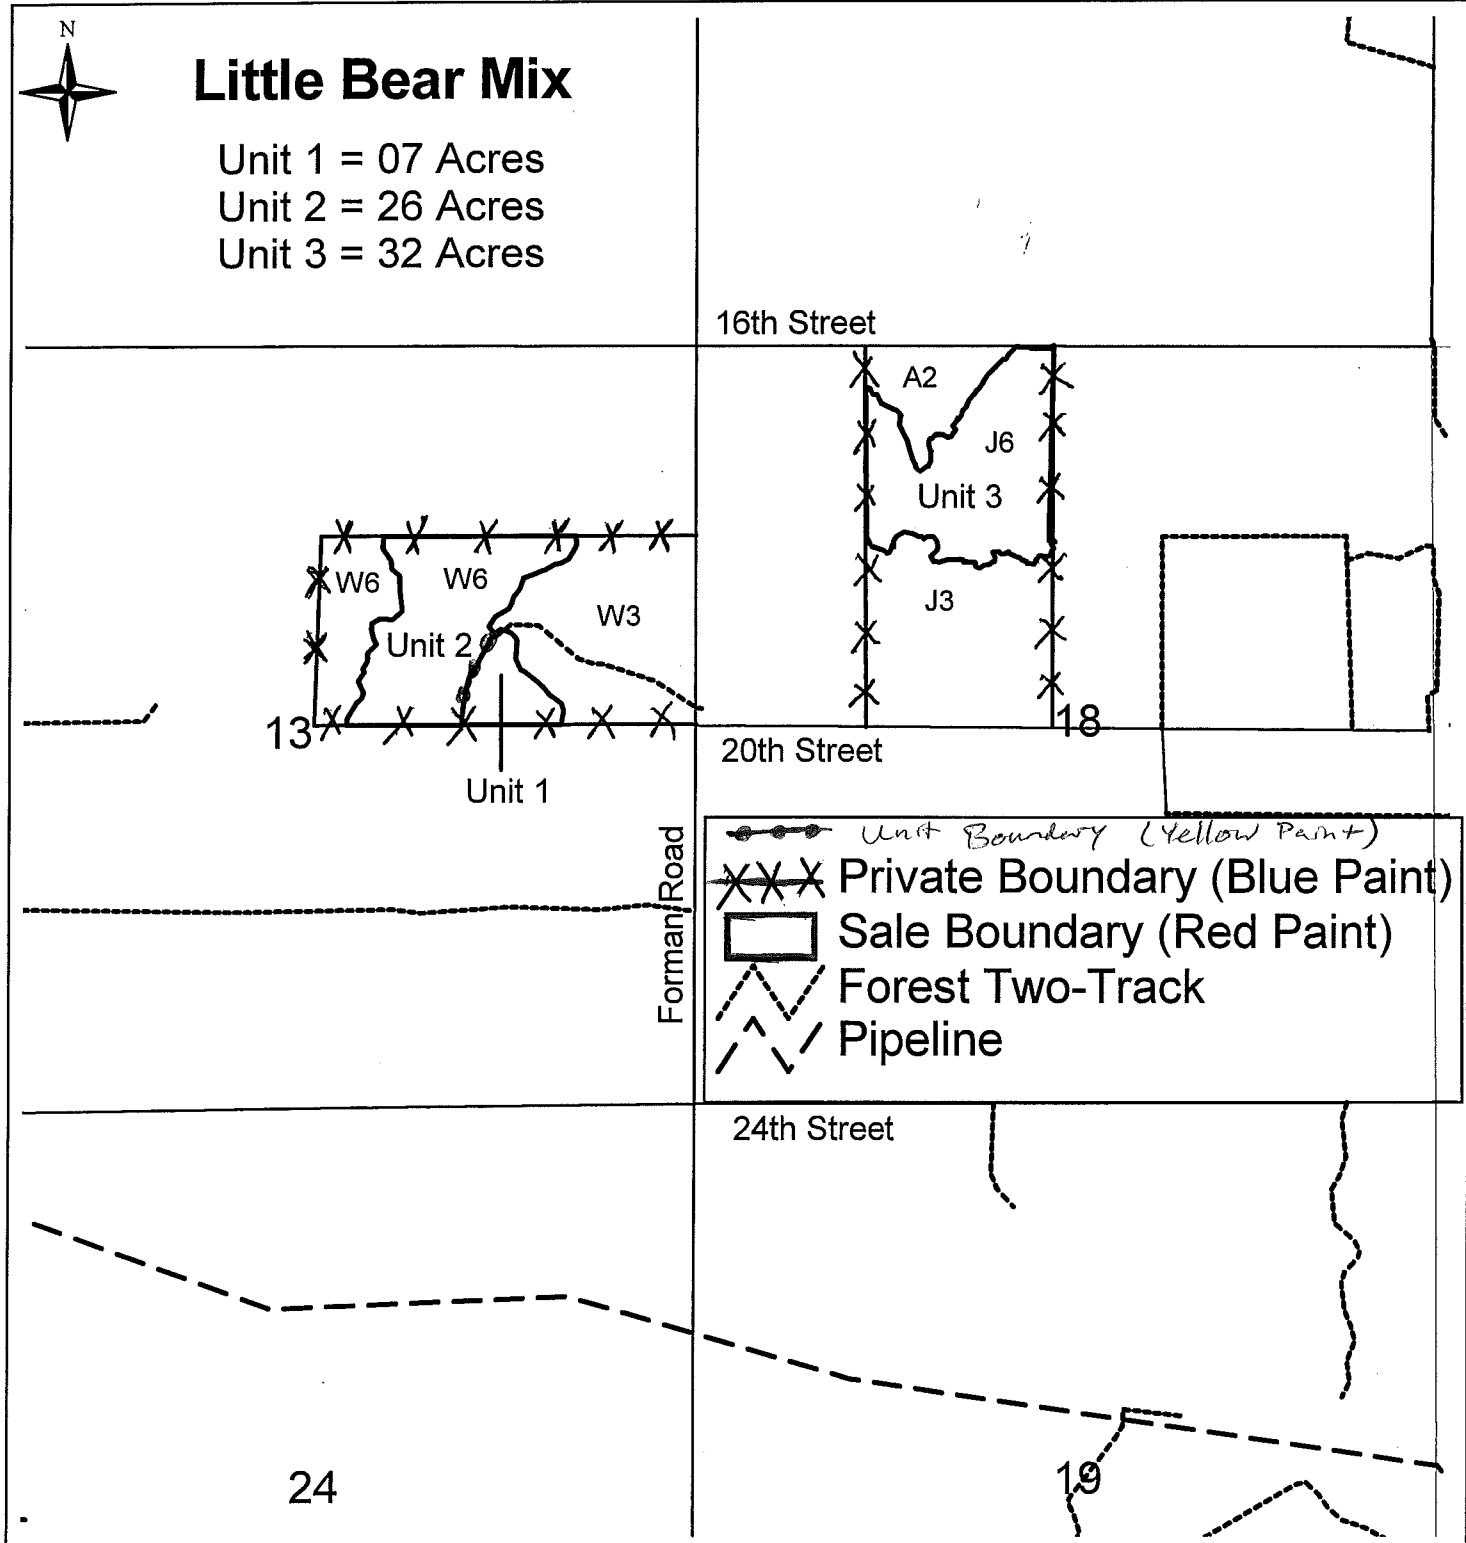 N
Little Bear Mix
Unit 1 = 07 Acres
Unit 2 = 26 Acres
Unit 3 = 32 Acres
16th Street
A2
J6
Unit 3
W6
W6
W3
J3
Unit 2
13
18
20th Street
Unit 1
Forman Road
Unit Boundary (Yellow Paint)
Private Boundary (Blue Paint)
Sale Boundary (Red Paint)
Forest Two-Track
Pipeline
24th Street
24
19